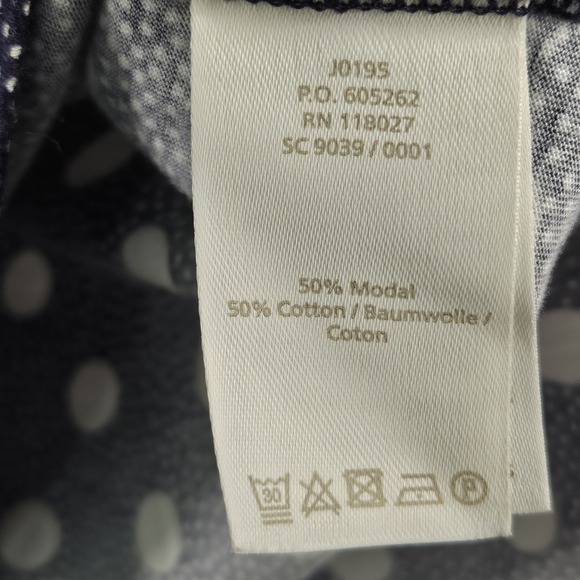 J0195
P.O. 605262
RN 118027
SC 9039 / 0001
50% Modal
50% Cotton / Baumwolle /
Coton
30
P